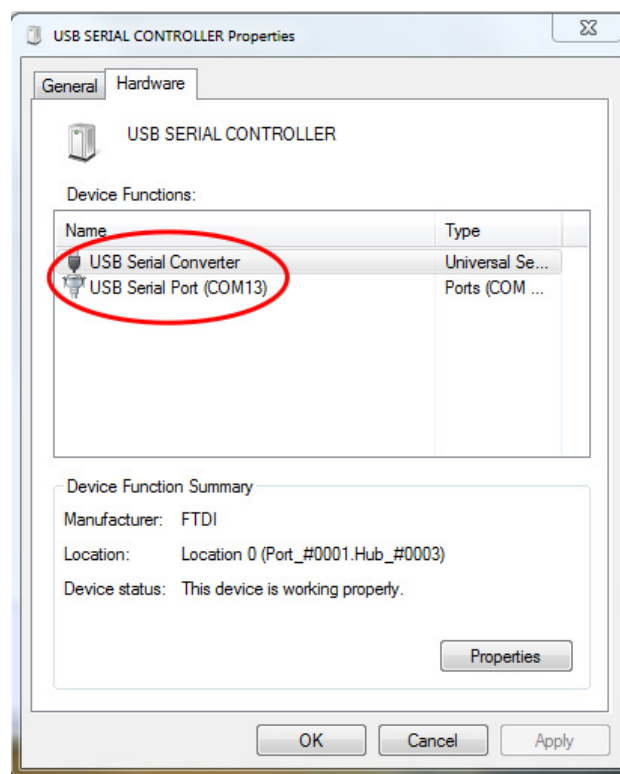 USB SERIAL CONTROLLER Properties
General Hardware
USB SERIAL CONTROLLER
Device Functions:
Name Type
USB Serial Converter Universal Se...
USB Serial Port (COM13) Ports (COM ...
Device Function Summary
Manufacturer: FTDI
Location: Location 0 (Port_#0001.Hub_#0003)
Device status: This device is working properly.
Properties
OK Cancel Apply